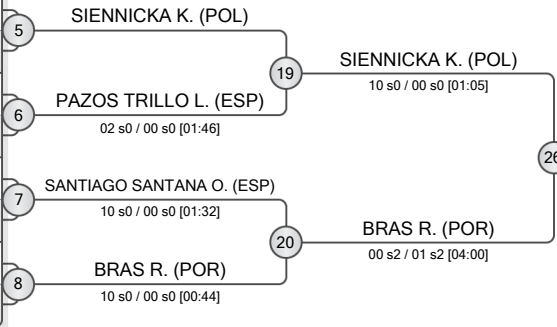 SIENNICKA K. (POL)
5
19
SIENNICKA K. (POL)
10 s0 / 00 s0 [01:05]
PAZOS TRILLO L. (ESP)
6
02 s0 / 00 s0 [01:46]
26
SANTIAGO SANTANA O. (ESP)
7
10 s0 / 00 s0 [01:32]
20
BRAS R. (POR)
00 s2 / 01 s2 [04:00]
BRAS R. (POR)
8
10 s0 / 00 s0 [00:44]